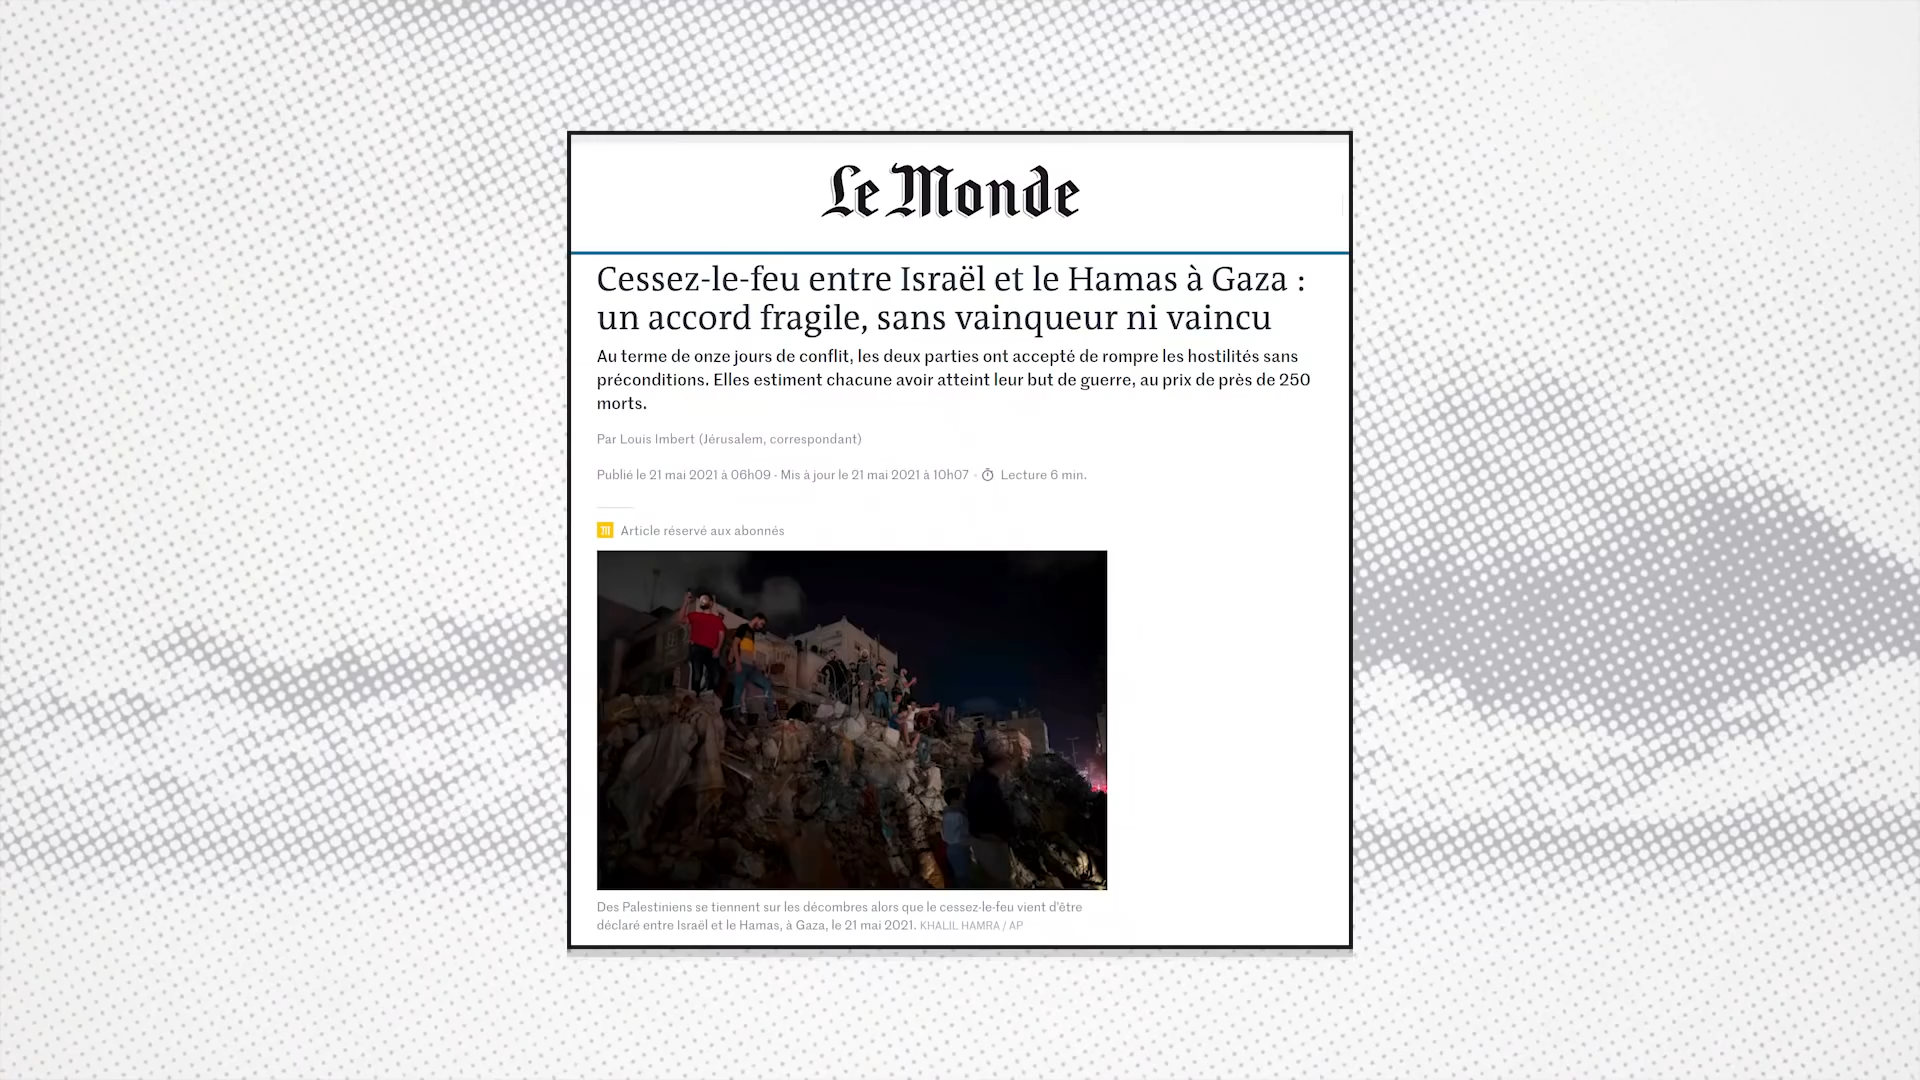 Le Monde
Cessez-le-feu entre Israël et le Hamas à Gaza :
un accord fragile, sans vainqueur ni vaincu
Au terme de onze jours de conflit, les deux parties ont accepté de rompre les hostilités sans
préconditions. Elles estiment chacune avoir atteint leur but de guerre, au prix de près de 250
morts.
Par Louis Imbert (Jérusalem, correspondant)
Publié le 21 mai 2021 à 06h09 - Mis à jour le 21 mai 2021 à 10h07 · Lecture 6 min.
Article réservé aux abonnés
Des Palestiniens se tiennent sur les décombres alors que le cessez-le-feu vient d'être
déclaré entre Israël et le Hamas, à Gaza, le 21 mai 2021. KHALIL HAMRA / AP